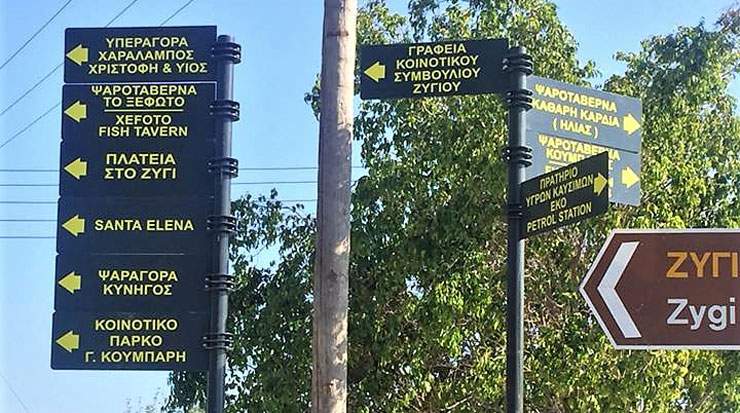 ΥΠΕΡΑΓΟΡΑ
ΧΑΡΑΛΑΜΠΟΣ
ΧΡΙΣΤΟΦΗ & ΥΙΟΣ
ΨΑΡΟΤΑΒΕΡΝΑ
ΤΟ ΞΕΦΩΤΟ
XEFOTO
FISH TAVERN
ΠΛΑΤΕΙΑ
ΣΤΟ ΖΥΓΙ
SANTA ELENA
ΨΑΡΑΓΟΡΑ
ΚΥΝΗΓΟΣ
ΚΟΙΝΟΤΙΚΟ
ΠΑΡΚΟ
Γ. ΚΟΥΜΠΑΡΗ
ΓΡΑΦΕΙΑ
ΚΟΙΝΟΤΙΚΟΥ
ΣΥΜΒΟΥΛΙΟΥ
ΖΥΓΙΟΥ
ΨΑΡΟΤΑΒΕΡΝΑ
ΚΑΘΑΡΗ ΚΑΡΔΙΑ
( ΗΛΙΑΣ )
ΨΑΡΟΤΑΒΕΡΝΑ
ΠΡΑΤΗΡΙΟ
ΥΓΡΩΝ ΚΑΥΣΙΜΩΝ
ΕΚΟ
PETROL STATION
ΖΥΓΙ
Zygi